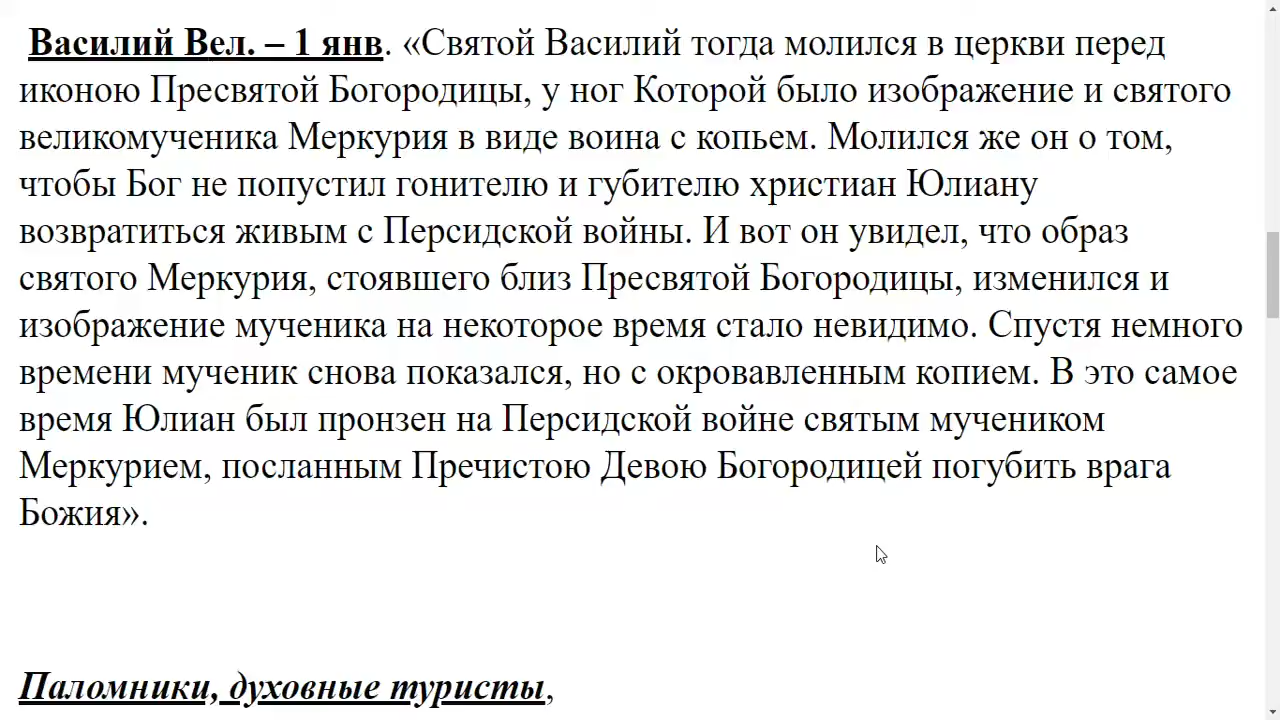 Василий Вел. – 1 янв. «Святой Василий тогда молился в церкви перед
иконою Пресвятой Богородицы, у ног Которой было изображение и святого
великомученика Меркурия в виде воина с копьем. Молился же он о том,
чтобы Бог не попустил гонителю и губителю христиан Юлиану
возвратиться живым с Персидской войны. И вот он увидел, что образ
святого Меркурия, стоявшего близ Пресвятой Богородицы, изменился и
изображение мученика на некоторое время стало невидимо. Спустя немного
времени мученик снова показался, но с окровавленным копием. В это самое
время Юлиан был пронзен на Персидской войне святым мучеником
Меркурием, посланным Пречистою Девою Богородицей погубить врага
Божия».
Паломники, духовные туристы,